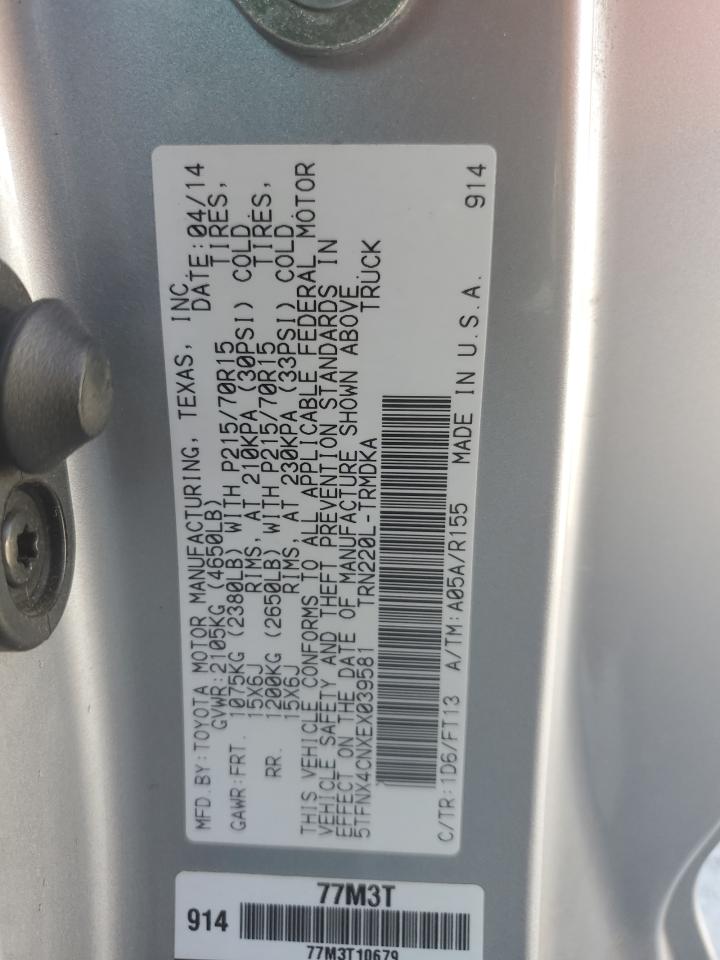 MFD.BY:TOYOTA MOTOR MANUFACTURING, TEXAS, INC.
GVWR:2105KG (4650LB) DATE:04/14
GAWR:FRT. 1075KG (2380LB) WITH P215/70R15 TIRES,
15X6J RIMS, AT 210KPA (30PSI) COLD
RR. 1200KG (2650LB) WITH P215/70R15 TIRES,
15X6J RIMS, AT 230KPA (33PSI) COLD
THIS VEHICLE CONFORMS TO ALL APPLICABLE FEDERAL MOTOR
VEHICLE SAFETY AND THEFT PREVENTION STANDARDS IN
EFFECT ON THE DATE OF MANUFACTURE SHOWN ABOVE.
5TFNX4CNXEX039581 TRN220L-TRMDKA TRUCK
C/TR:1D6/FT13 A/TM:A05A/R155 MADE IN U.S.A. 914
77M3T
914
77M3T10679